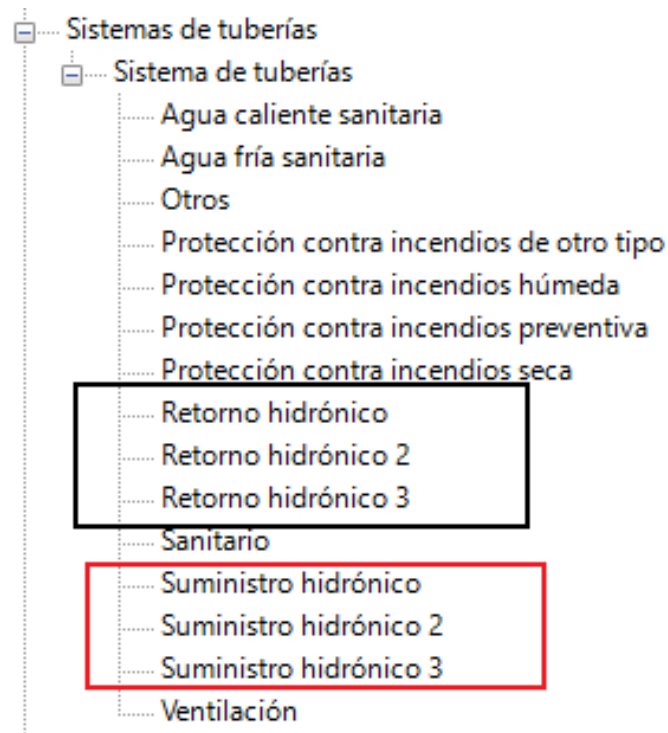 Sistemas de tuberías
Sistema de tuberías
Agua caliente sanitaria
Agua fría sanitaria
Otros
Protección contra incendios de otro tipo
Protección contra incendios húmeda
Protección contra incendios preventiva
Protección contra incendios seca
Retorno hidrónico
Retorno hidrónico 2
Retorno hidrónico 3
Sanitario
Suministro hidrónico
Suministro hidrónico 2
Suministro hidrónico 3
Ventilación